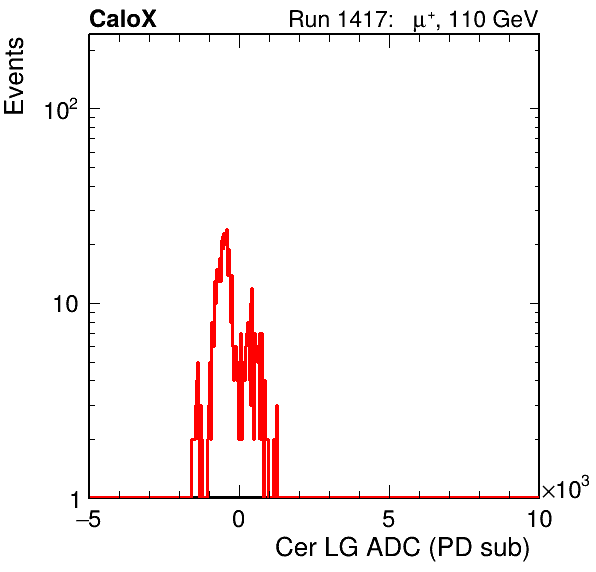 CaloX Run 1417: μ⁺, 110 GeV
Events
10²
10
1
−5 0 5 10
×10³
Cer LG ADC (PD sub)